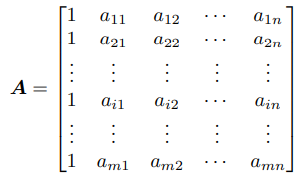 1 a₁₁ a₁₂ ⋯ a₁ₙ
1 a₂₁ a₂₂ ⋯ a₂ₙ
⋮ ⋮ ⋮ ⋮ ⋮
A = 1 aᵢ₁ aᵢ₂ ⋯ aᵢₙ
⋮ ⋮ ⋮ ⋮ ⋮
1 aₘ₁ aₘ₂ ⋯ aₘₙ